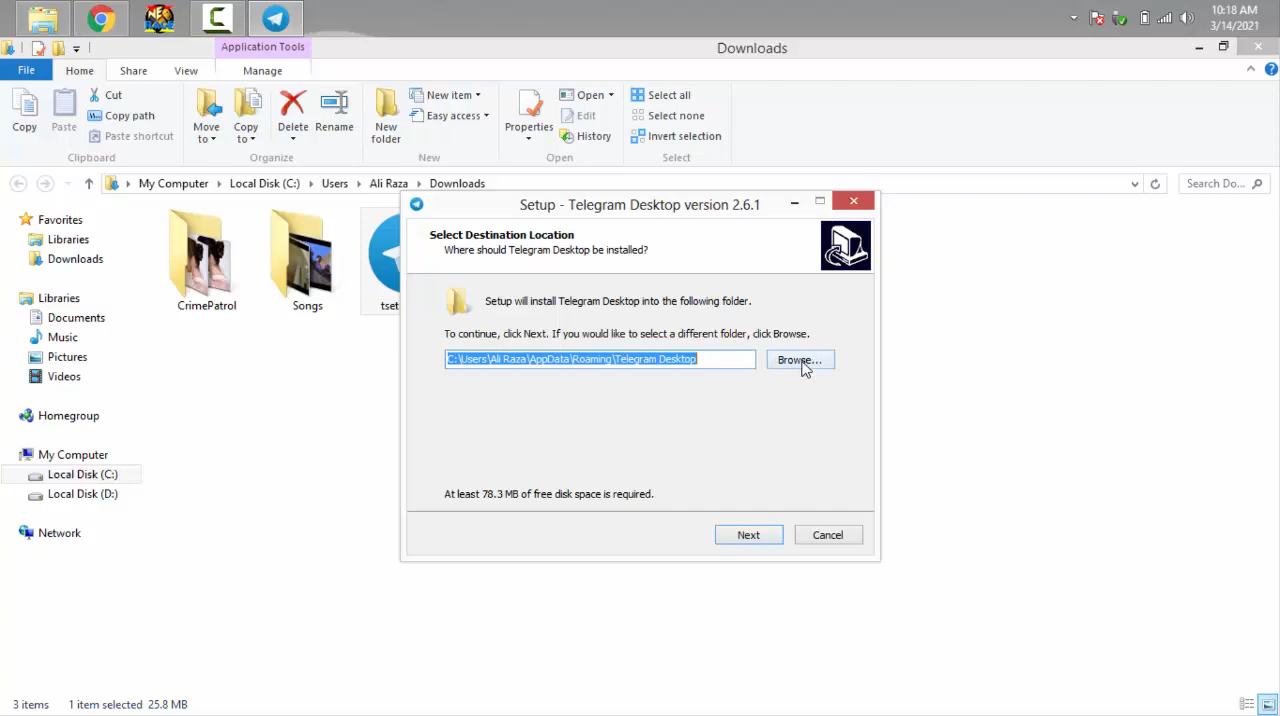 10:18 AM
3/14/2021
Application Tools
Downloads
File
Home
Share
View
Manage
Copy
Paste
Cut
Copy path
Paste shortcut
Move to
Copy to
Delete
Rename
New folder
New item
Easy access
Properties
Open
Edit
History
Select all
Select none
Invert selection
Clipboard
Organize
New
Open
Select
My Computer
Local Disk (C:)
Users
Ali Raza
Downloads
Search Do...
Favorites
Libraries
Downloads
Libraries
Documents
Music
Pictures
Videos
Homegroup
My Computer
Local Disk (C:)
Local Disk (D:)
Network
CrimePatrol
Songs
tset
Setup - Telegram Desktop version 2.6.1
Select Destination Location
Where should Telegram Desktop be installed?
Setup will install Telegram Desktop into the following folder.
To continue, click Next. If you would like to select a different folder, click Browse.
C:\Users\Ali Raza\AppData\Roaming\Telegram Desktop
Browse...
At least 78.3 MB of free disk space is required.
Next
Cancel
3 items
1 item selected 25.8 MB